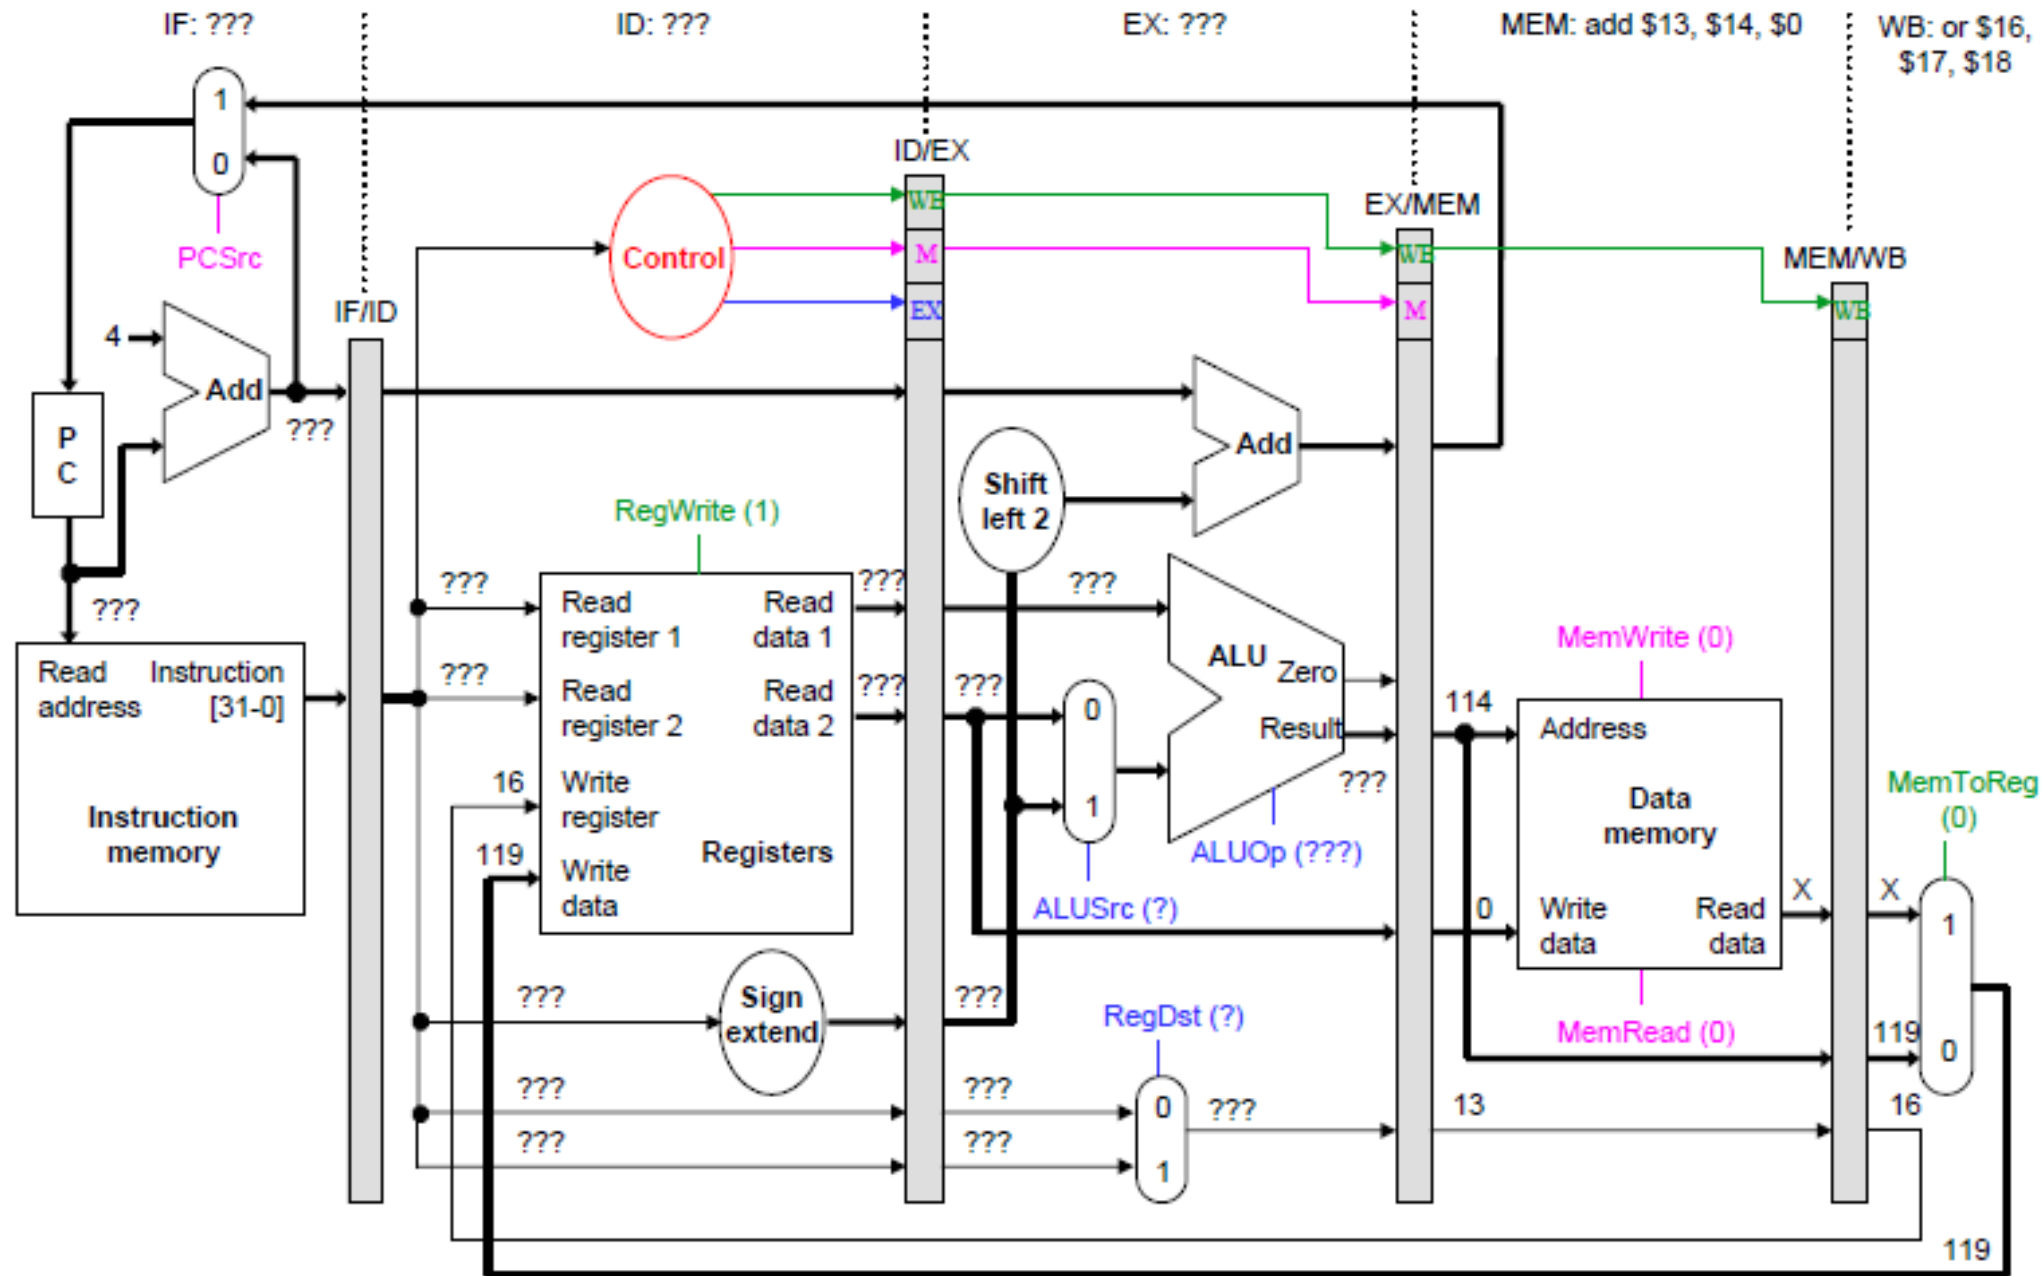 IF: ???
ID: ???
EX: ???
MEM: add $13, $14, $0
WB: or $16,
$17, $18
1
0
PCSrc
4
Add
???
P
C
???
Read
address
Instruction
[31-0]
Instruction
memory
IF/ID
Control
ID/EX
WB
M
EX
EX/MEM
WB
M
MEM/WB
WB
RegWrite (1)
???
Read
register 1
Read
data 1
???
???
Read
register 2
Read
data 2
???
16
Write
register
119
Write
data
Registers
???
Sign
extend
???
???
Shift
left 2
Add
???
???
0
1
ALUSrc (?)
ALU
Zero
Result
???
ALUOp (???)
???
RegDst (?)
???
???
0
1
???
MemWrite (0)
114
Address
Data
memory
0
Write
data
Read
data
X
MemRead (0)
13
MemToReg
(0)
X
1
119
0
16
119